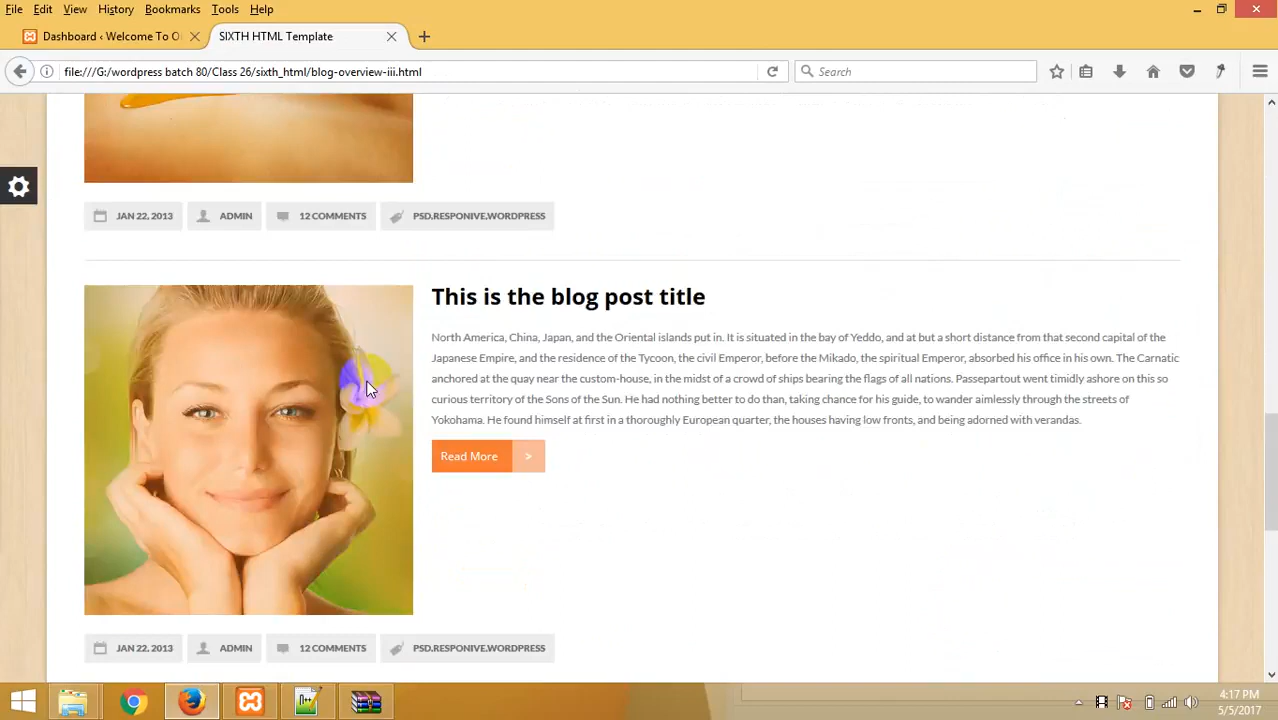 File Edit View History Bookmarks Tools Help
Dashboard ‹ Welcome To O
SIXTH HTML Template
file:///G:/wordpress batch 80/Class 26/sixth_html/blog-overview-iii.html
Search
JAN 22, 2013
ADMIN
12 COMMENTS
PSD,RESPONIVE,WORDPRESS
This is the blog post title
North America, China, Japan, and the Oriental islands put in. It is situated in the bay of Yeddo, and at but a short distance from that second capital of the
Japanese Empire, and the residence of the Tycoon, the civil Emperor, before the Mikado, the spiritual Emperor, absorbed his office in his own. The Carnatic
anchored at the quay near the custom-house, in the midst of a crowd of ships bearing the flags of all nations. Passepartout went timidly ashore on this so
curious territory of the Sons of the Sun. He had nothing better to do than, taking chance for his guide, to wander aimlessly through the streets of
Yokohama. He found himself at first in a thoroughly European quarter, the houses having low fronts, and being adorned with verandas.
Read More >
JAN 22, 2013
ADMIN
12 COMMENTS
PSD,RESPONIVE,WORDPRESS
4:17 PM
5/5/2017